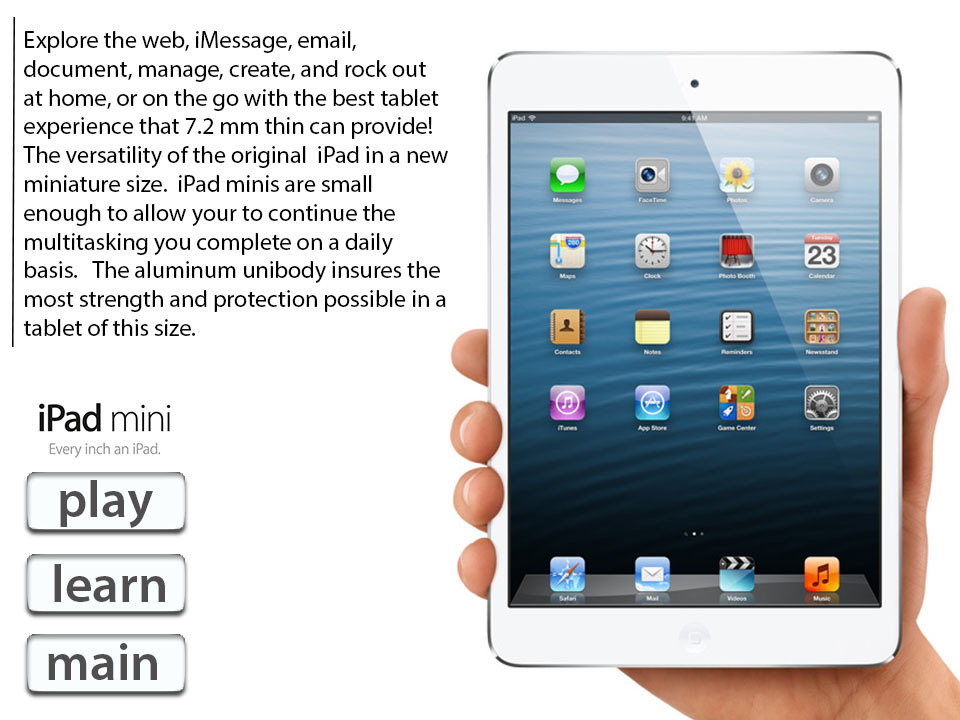 Explore the web, iMessage, email,
document, manage, create, and rock out
at home, or on the go with the best tablet
experience that 7.2 mm thin can provide!
The versatility of the original iPad in a new
miniature size. iPad minis are small
enough to allow your to continue the
multitasking you complete on a daily
basis. The aluminum unibody insures the
most strength and protection possible in a
tablet of this size.
iPad mini
Every inch an iPad.
play
learn
main
iPad 9:41 AM
Messages FaceTime Photos Camera
280 Tuesday
23
Maps Clock Photo Booth Calendar
Contacts Notes Reminders Newsstand
iTunes App Store Game Center Settings
Safari Mail Videos Music